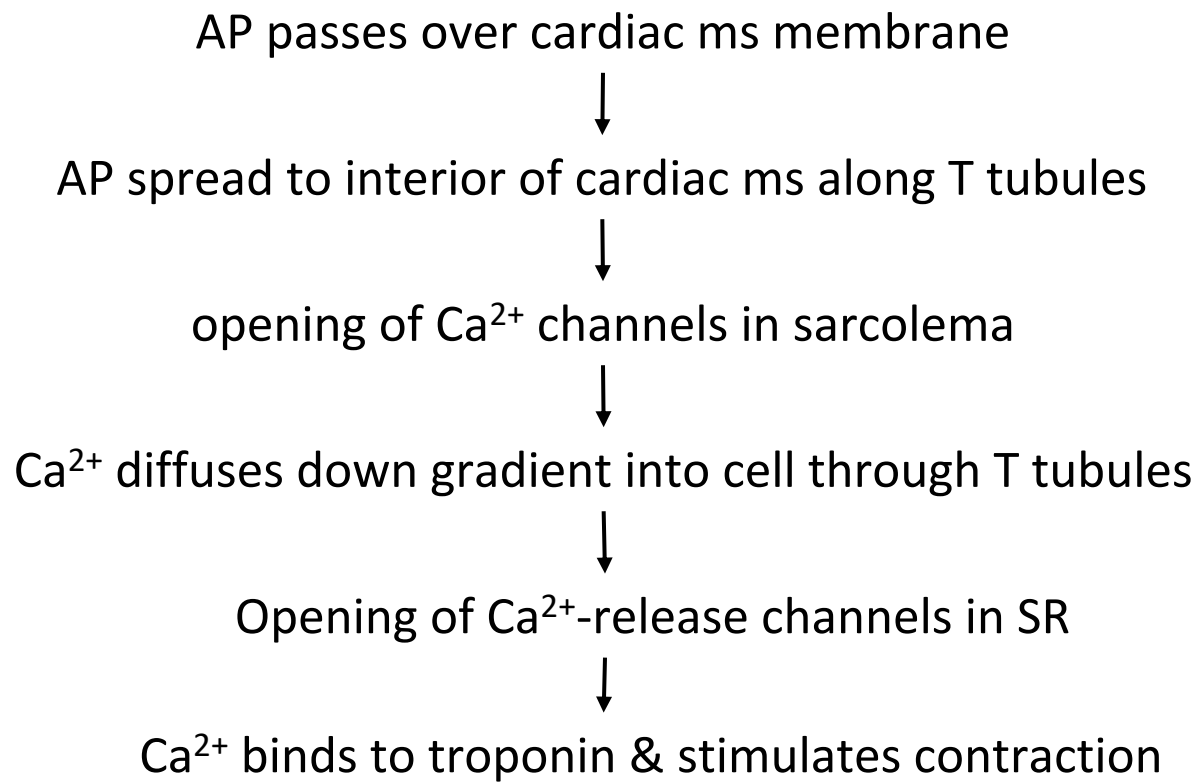 AP passes over cardiac ms membrane
AP spread to interior of cardiac ms along T tubules
opening of Ca²⁺ channels in sarcolema
Ca²⁺ diffuses down gradient into cell through T tubules
Opening of Ca²⁺-release channels in SR
Ca²⁺ binds to troponin & stimulates contraction